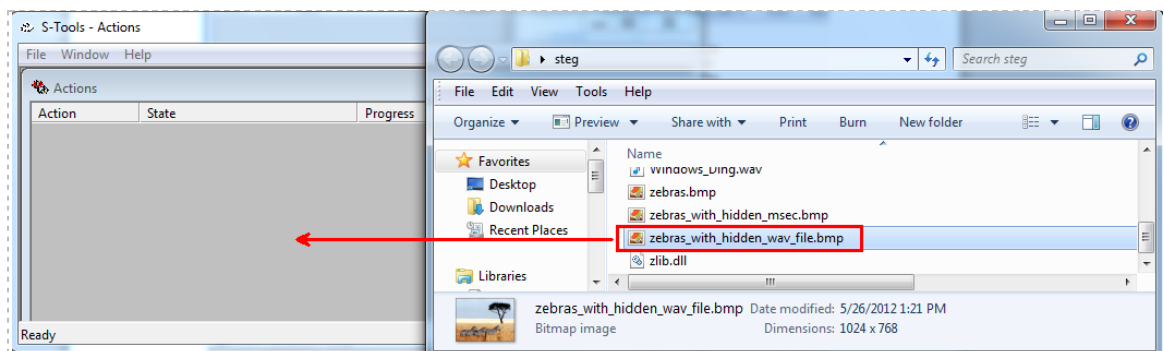 S-Tools - Actions
File Window Help
Actions
Action State Progress
Ready
steg
Search steg
File Edit View Tools Help
Organize Preview Share with Print Burn New folder
Favorites
Desktop
Downloads
Recent Places
Libraries
Name
Windows_Ding.wav
zebras.bmp
zebras_with_hidden_msec.bmp
zebras_with_hidden_wav_file.bmp
zlib.dll
zebras_with_hidden_wav_file.bmp Date modified: 5/26/2012 1:21 PM
Bitmap image Dimensions: 1024 x 768